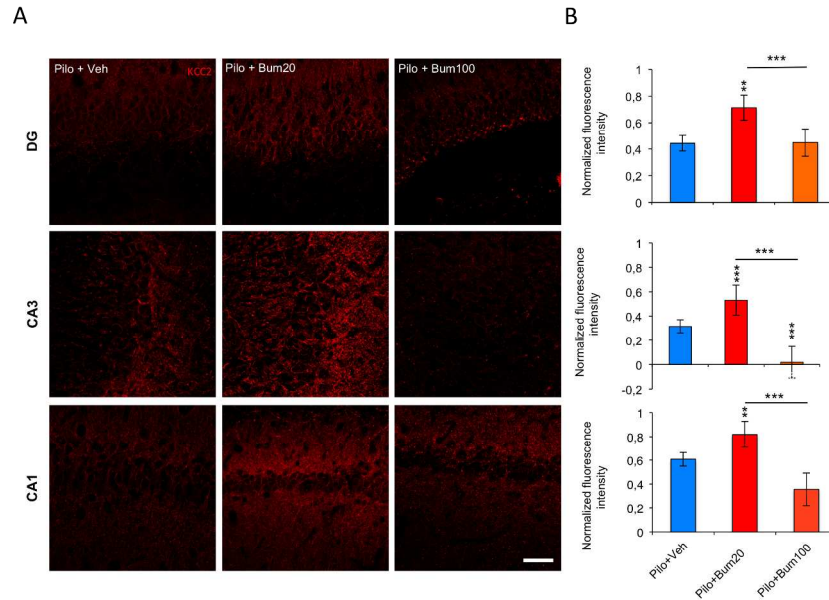 A
B
Pilo + Veh
KCC2
Pilo + Bum20
Pilo + Bum100
DG
CA3
CA1
Normalized fluorescence
intensity
1
0,8
0,6
0,4
0,2
0
**
***
Normalized fluorescence
intensity
1
0,8
0,6
0,4
0,2
0
-0,2
***
***
***
Normalized fluorescence
intensity
1
0,8
0,6
0,4
0,2
0
**
***
Pilo+Veh
Pilo+Bum20
Pilo+Bum100